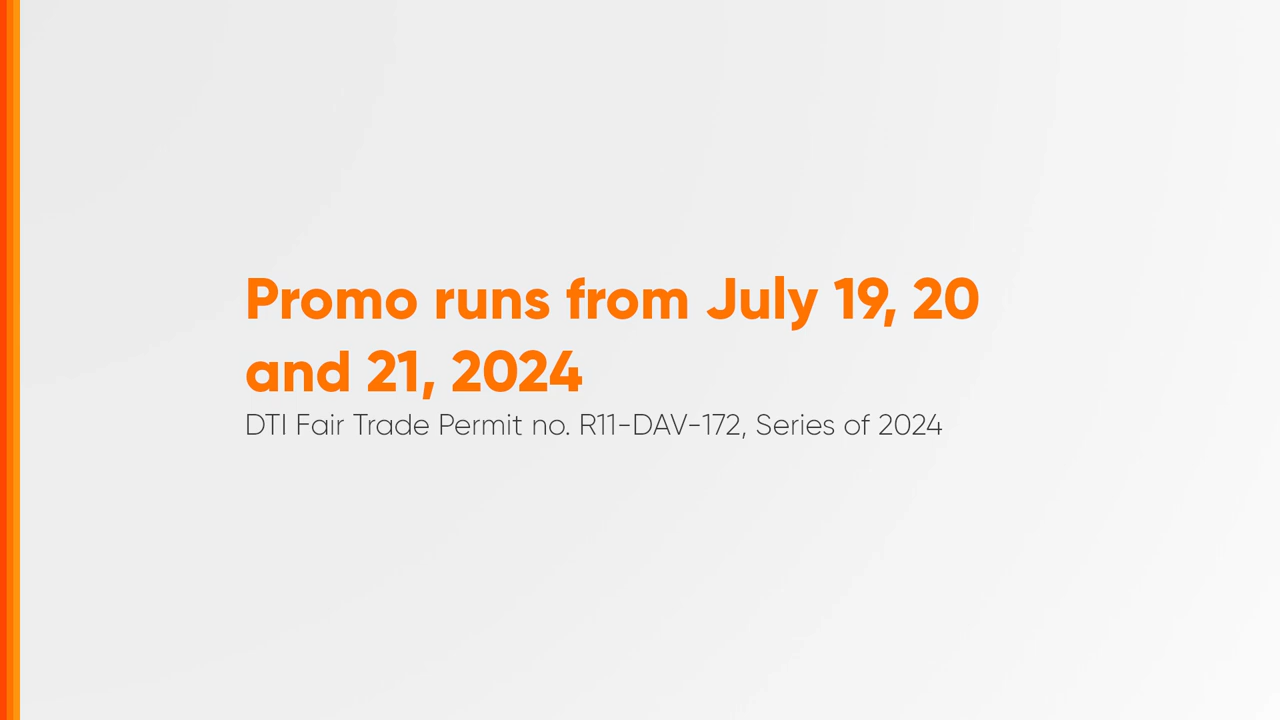 Promo runs from July 19, 20
and 21, 2024
DTI Fair Trade Permit no. R11-DAV-172, Series of 2024